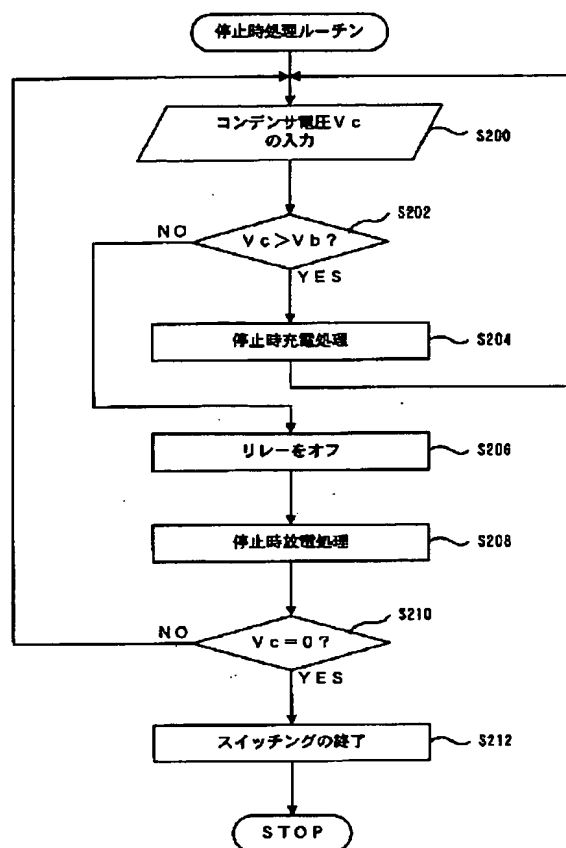 停止時処理ルーチン
コンデンサ電圧Vc
の入力
S200
S202
NO
Vc>Vb?
YES
停止時充電処理
S204
リレーをオフ
S206
停止時放電処理
S208
S210
NO
Vc=0?
YES
スイッチングの終了
S212
STOP